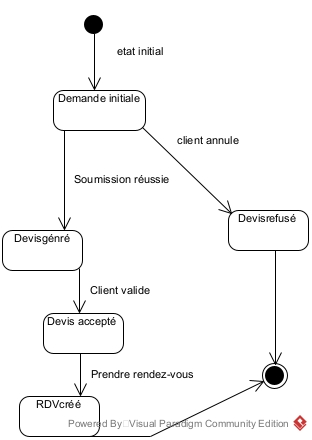 etat initial
Demande initiale
client annule
Soumission réussie
Devisrefusé
Devisgénré
Client valide
Devis accepté
Prendre rendez-vous
RDVcréé
Powered By Visual Paradigm Community Edition